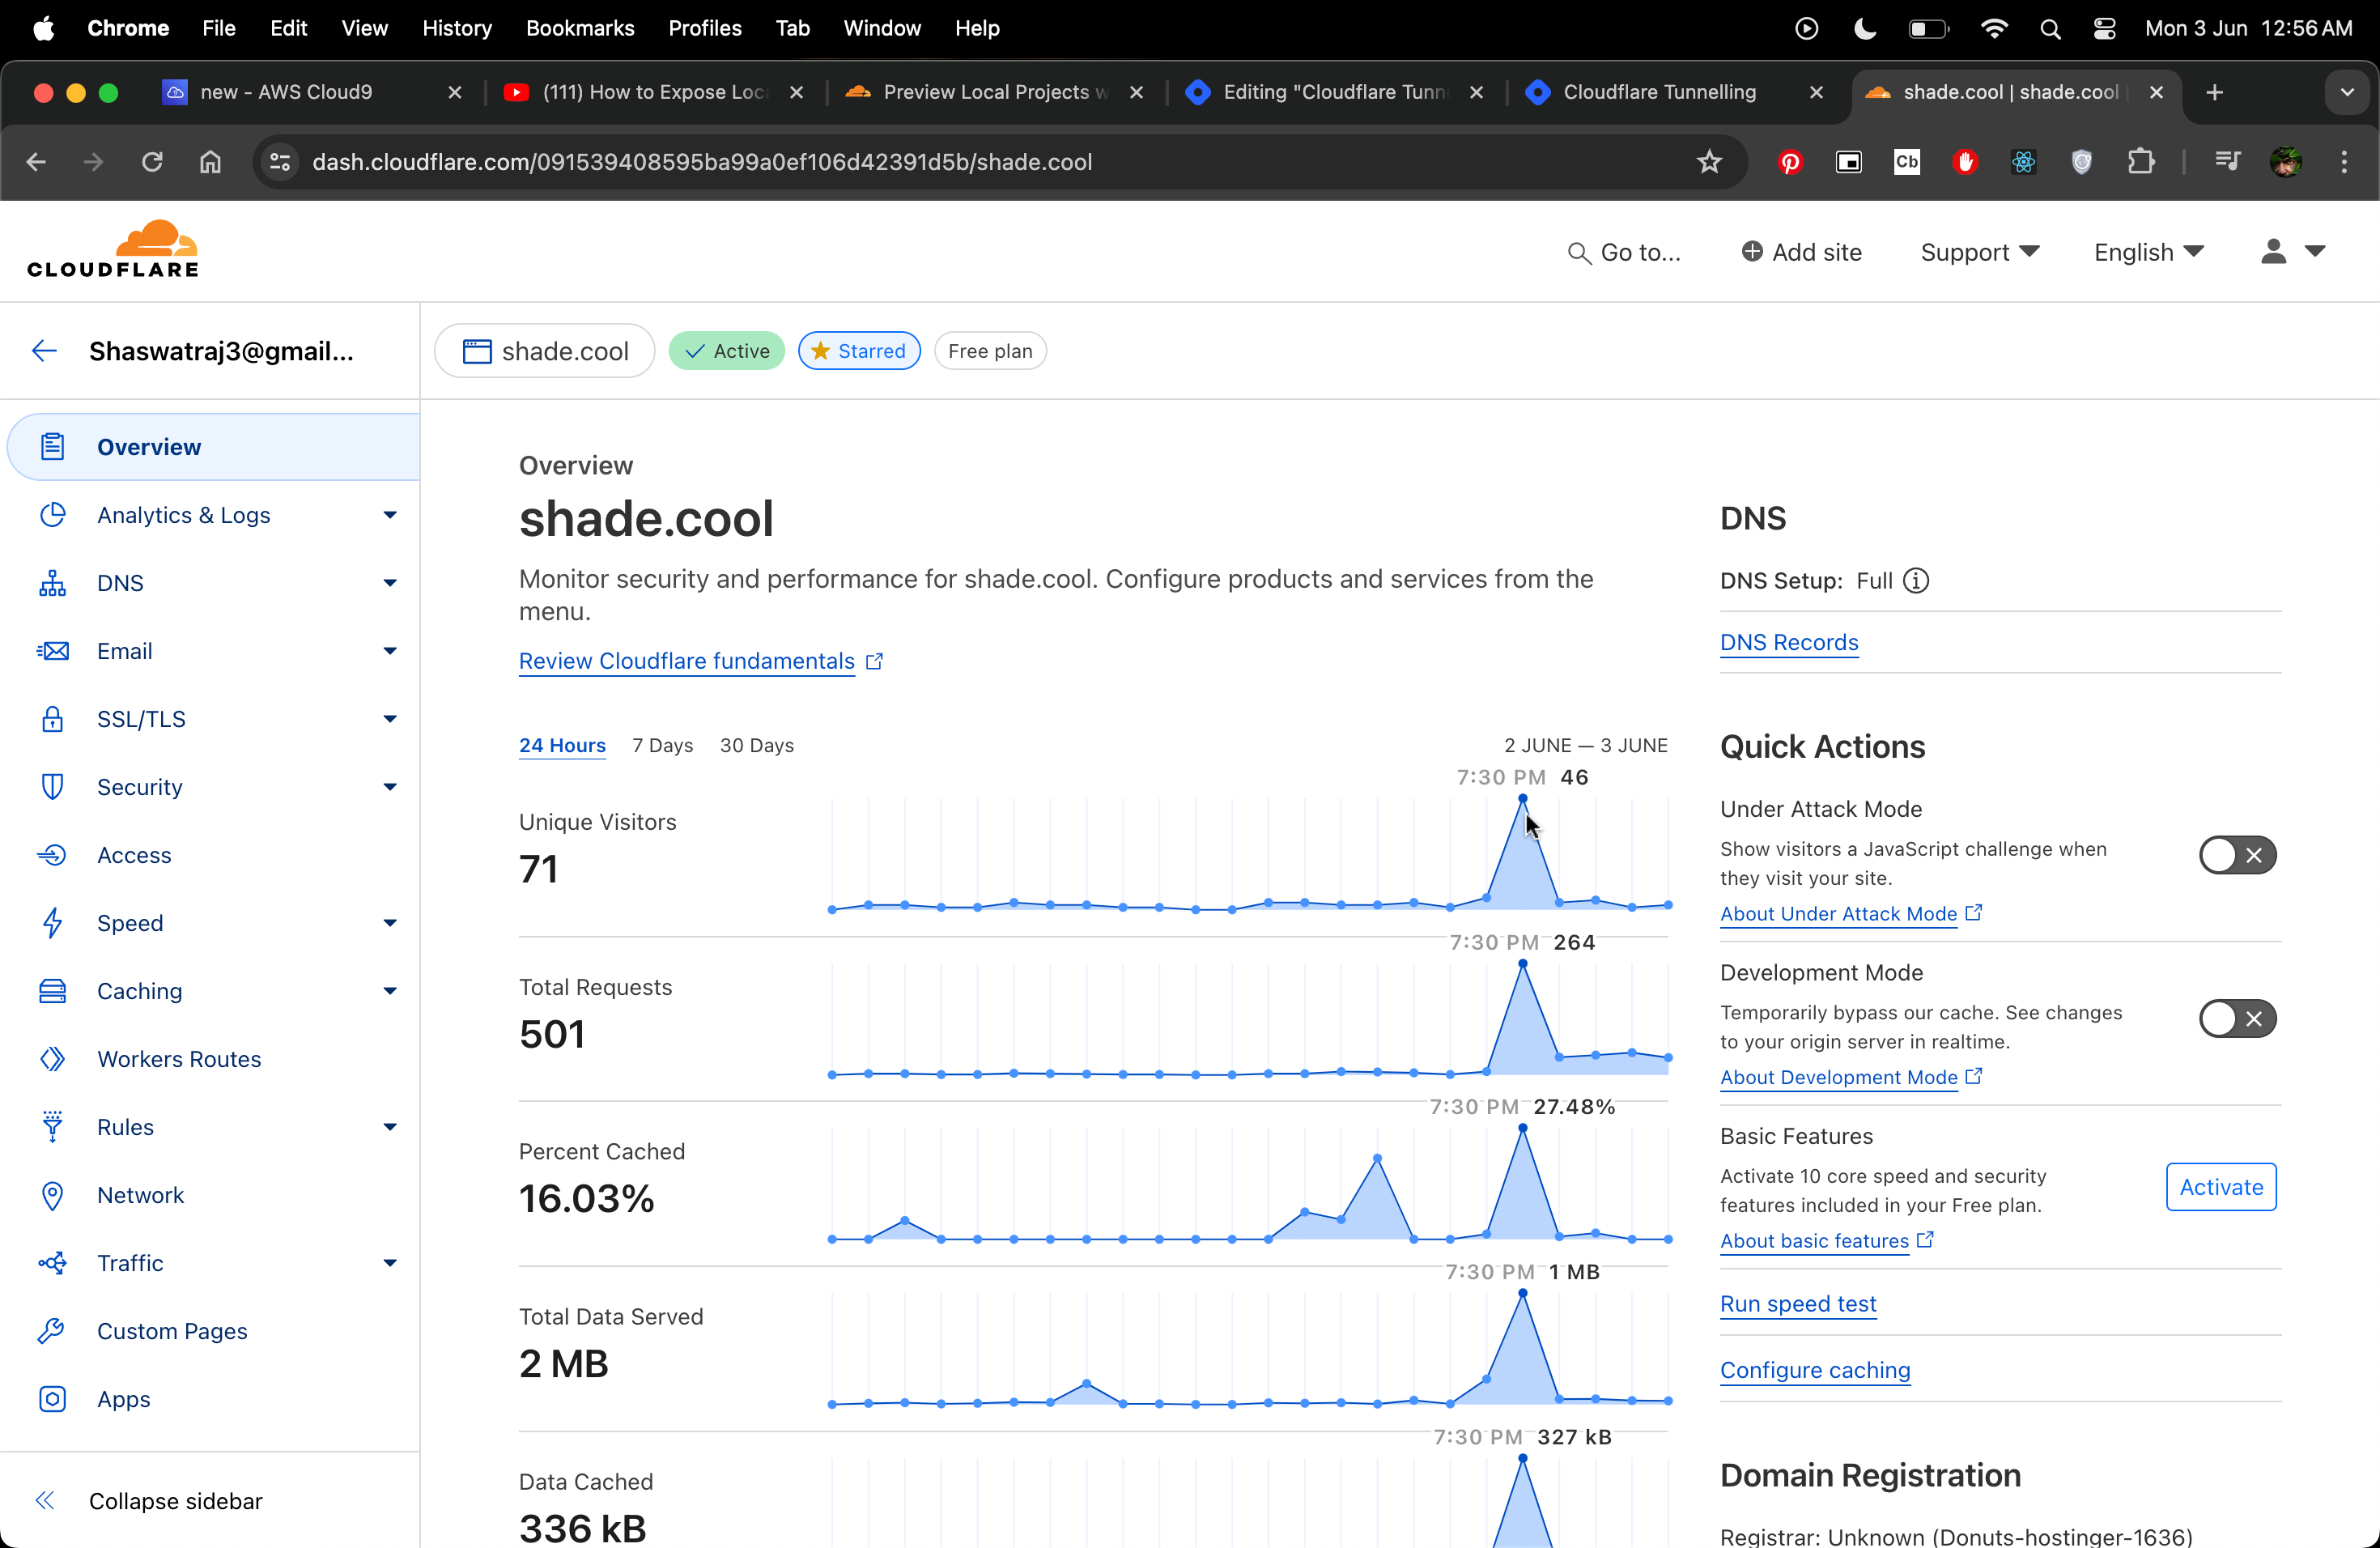 Chrome File Edit View History Bookmarks Profiles Tab Window Help Mon 3 Jun 12:56 AM
new - AWS Cloud9 (111) How to Expose Loc Preview Local Projects w Editing "Cloudflare Tunn Cloudflare Tunnelling shade.cool | shade.cool
dash.cloudflare.com/091539408595ba99a0ef106d42391d5b/shade.cool Cb
CLOUDFLARE
Go to... Add site Support English
Shaswatraj3@gmail...
shade.cool Active Starred Free plan
Overview
Analytics & Logs
DNS
Email
SSL/TLS
Security
Access
Speed
Caching
Workers Routes
Rules
Network
Traffic
Custom Pages
Apps
Collapse sidebar
Overview
shade.cool
Monitor security and performance for shade.cool. Configure products and services from the
menu.
Review Cloudflare fundamentals
24 Hours 7 Days 30 Days 2 JUNE — 3 JUNE
7:30 PM 46
Unique Visitors
71
7:30 PM 264
Total Requests
501
7:30 PM 27.48%
Percent Cached
16.03%
7:30 PM 1 MB
Total Data Served
2 MB
7:30 PM 327 kB
Data Cached
336 kB
DNS
DNS Setup: Full
DNS Records
Quick Actions
Under Attack Mode
Show visitors a JavaScript challenge when
they visit your site.
About Under Attack Mode
Development Mode
Temporarily bypass our cache. See changes
to your origin server in realtime.
About Development Mode
Basic Features
Activate 10 core speed and security
features included in your Free plan.
Activate
About basic features
Run speed test
Configure caching
Domain Registration
Registrar: Unknown (Donuts-hostinger-1636)